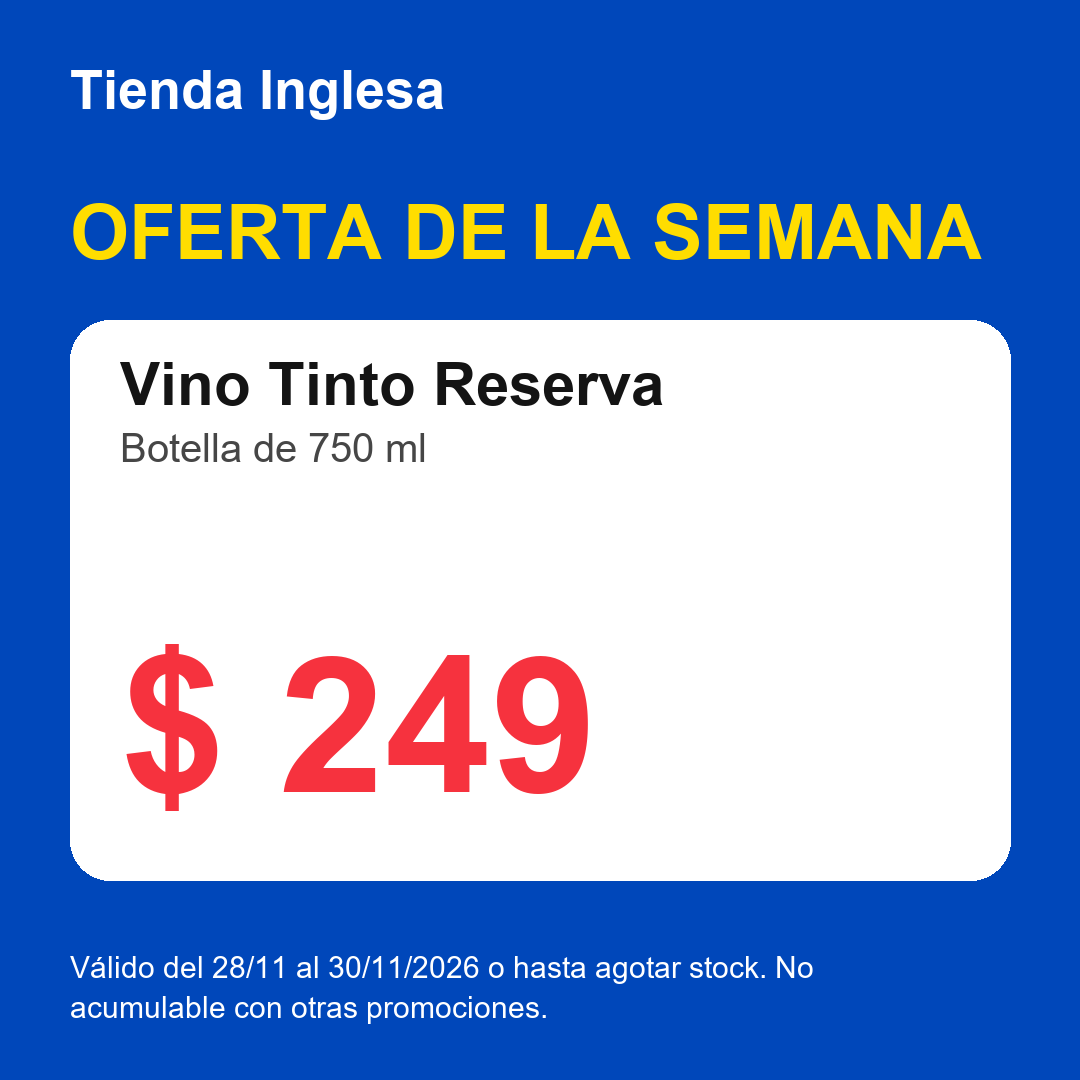 Tienda Inglesa
OFERTA DE LA SEMANA
Vino Tinto Reserva
Botella de 750 ml
$ 249
Válido del 28/11 al 30/11/2026 o hasta agotar stock. No
acumulable con otras promociones.